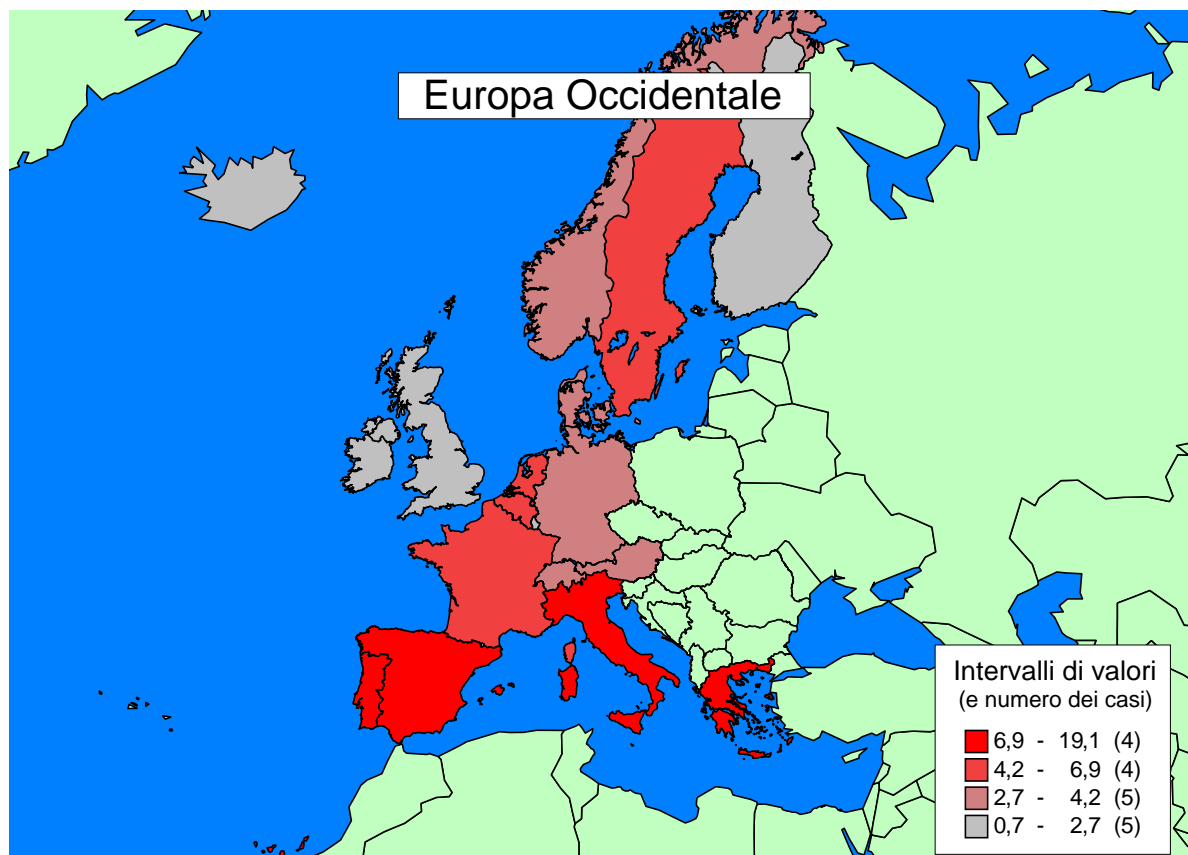 Europa Occidentale
Intervalli di valori
(e numero dei casi)
6,9 - 19,1 (4)
4,2 - 6,9 (4)
2,7 - 4,2 (5)
0,7 - 2,7 (5)